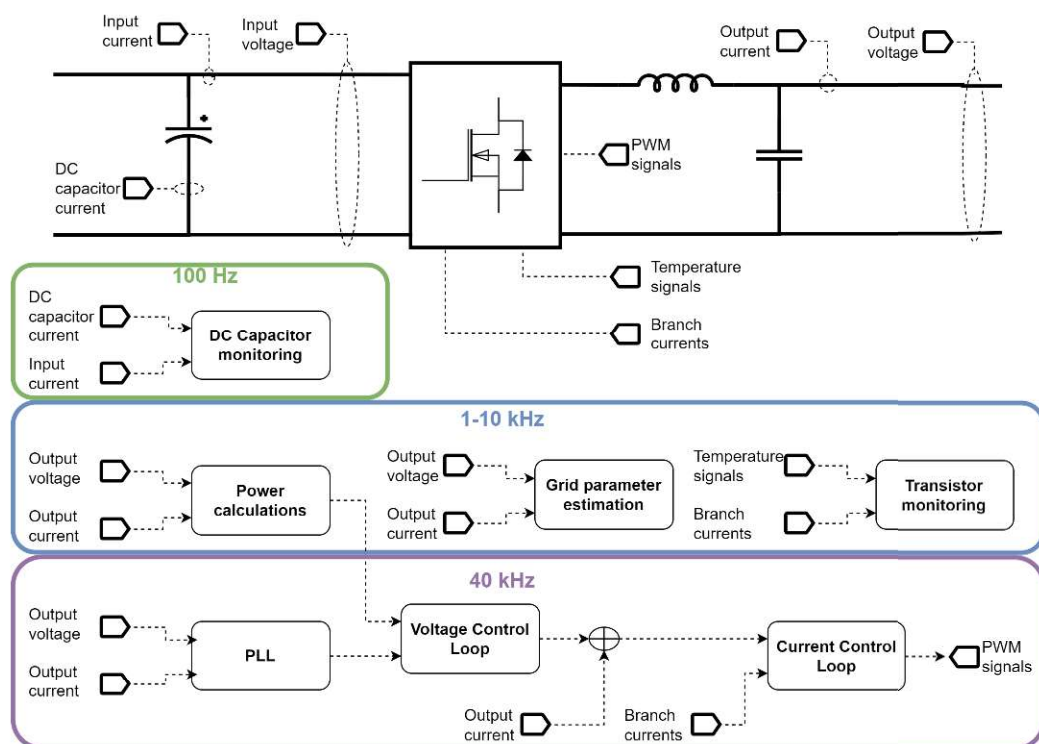 Input
current
Input
voltage
Output
current
Output
voltage
DC
capacitor
current
PWM
signals
Temperature
signals
Branch
currents
100 Hz
DC
capacitor
current
Input
current
DC Capacitor
monitoring
1-10 kHz
Output
voltage
Output
current
Power
calculations
Output
voltage
Output
current
Grid parameter
estimation
Temperature
signals
Branch
currents
Transistor
monitoring
40 kHz
Output
voltage
Output
current
PLL
Voltage Control
Loop
Output
current
Branch
currents
Current Control
Loop
PWM
signals